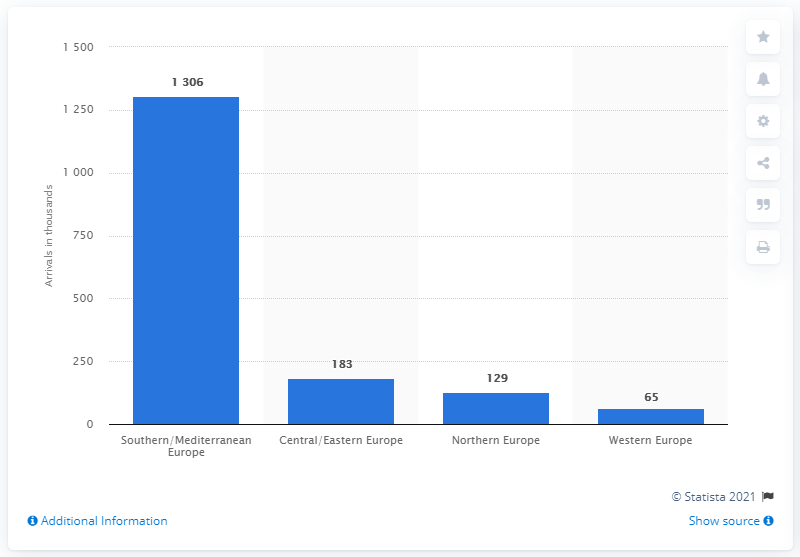 1 500
1 250
1 000
750
500
250
0
Arrivals in thousands
1 306
183
129
65
Southern/Mediterranean
Europe
Central/Eastern Europe
Northern Europe
Western Europe
© Statista 2021
Additional Information
Show source